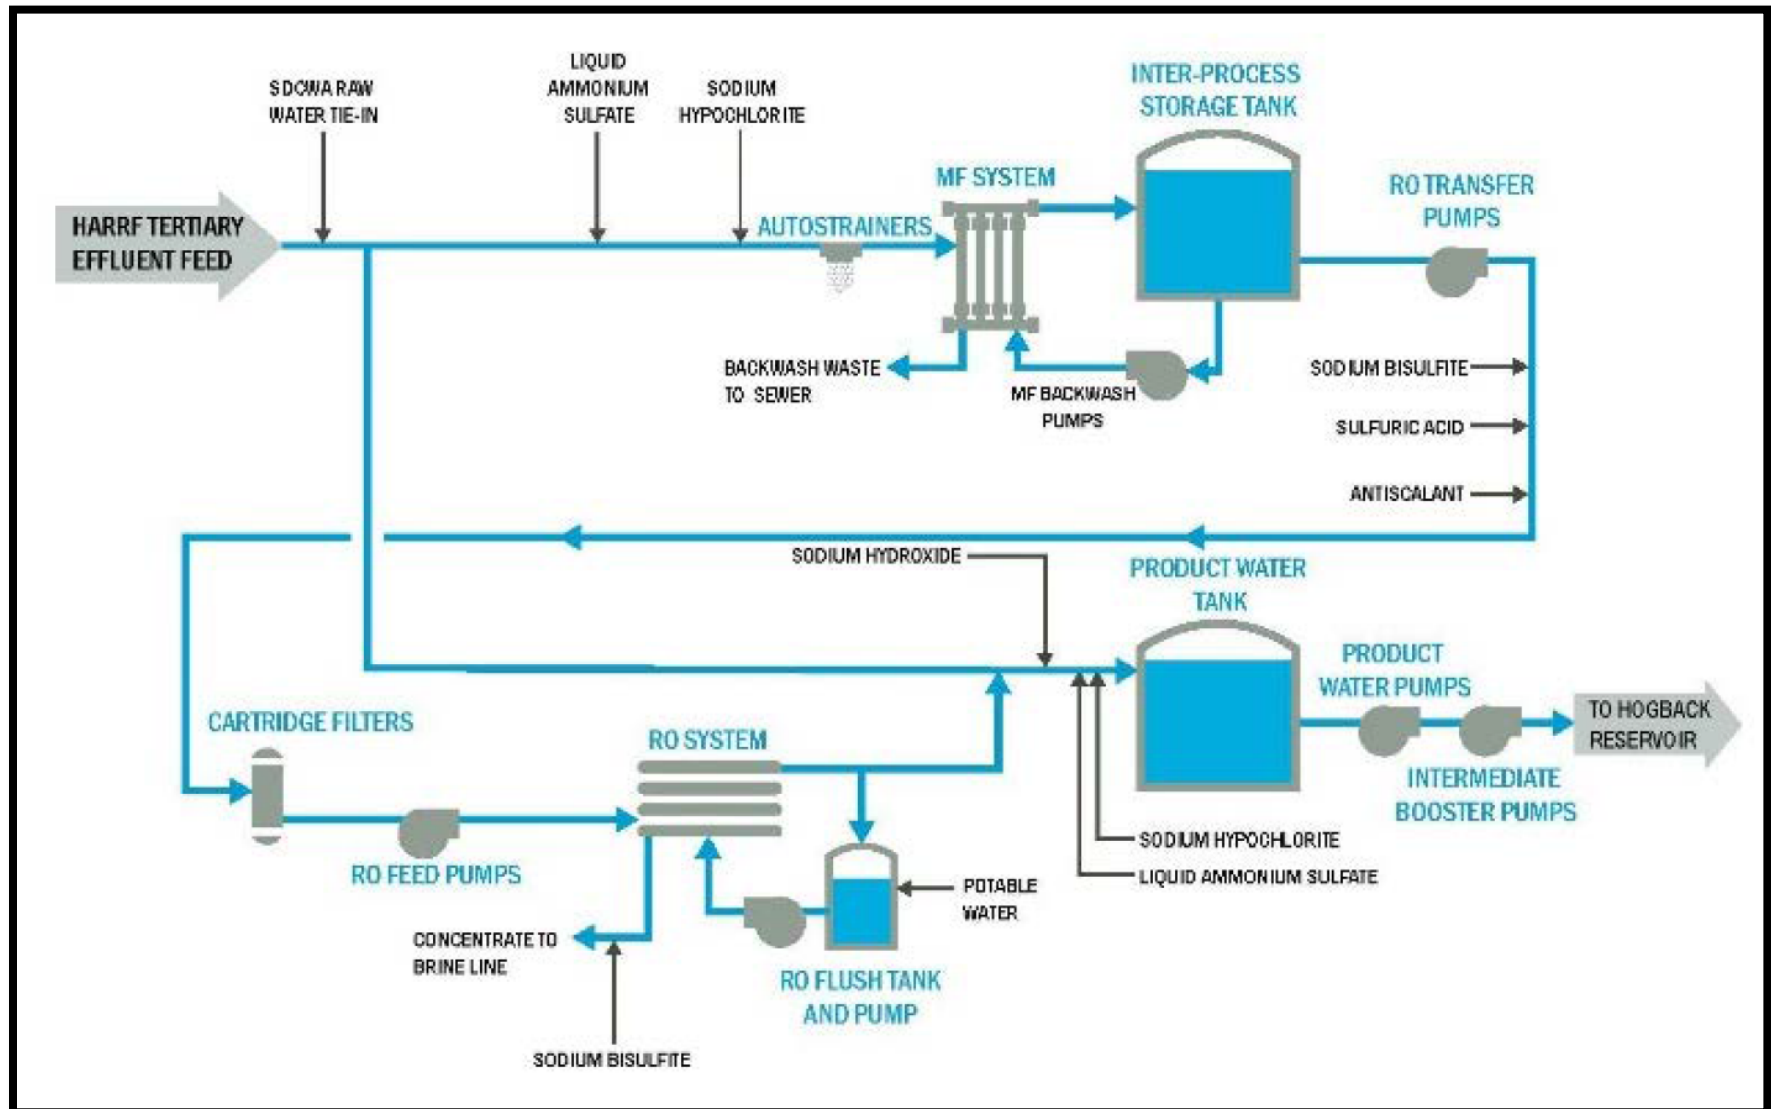 SDCWA RAW
WATER TIE-IN
LIQUID
AMMONIUM
SULFATE
SODIUM
HYPOCHLORITE
INTER-PROCESS
STORAGE TANK
MF SYSTEM
RO TRANSFER
PUMPS
HARRF TERTIARY
EFFLUENT FEED
AUTOSTRAINERS
BACKWASH WASTE
TO SEWER
MF BACKWASH
PUMPS
SODIUM BISULFITE
SULFURIC ACID
ANTISCALANT
SODIUM HYDROXIDE
PRODUCT WATER
TANK
PRODUCT
WATER PUMPS
CARTRIDGE FILTERS
RO SYSTEM
TO HOGBACK
RESERVOIR
INTERMEDIATE
BOOSTER PUMPS
SODIUM HYPOCHLORITE
LIQUID AMMONIUM SULFATE
RO FEED PUMPS
POTABLE
WATER
CONCENTRATE TO
BRINE LINE
RO FLUSH TANK
AND PUMP
SODIUM BISULFITE